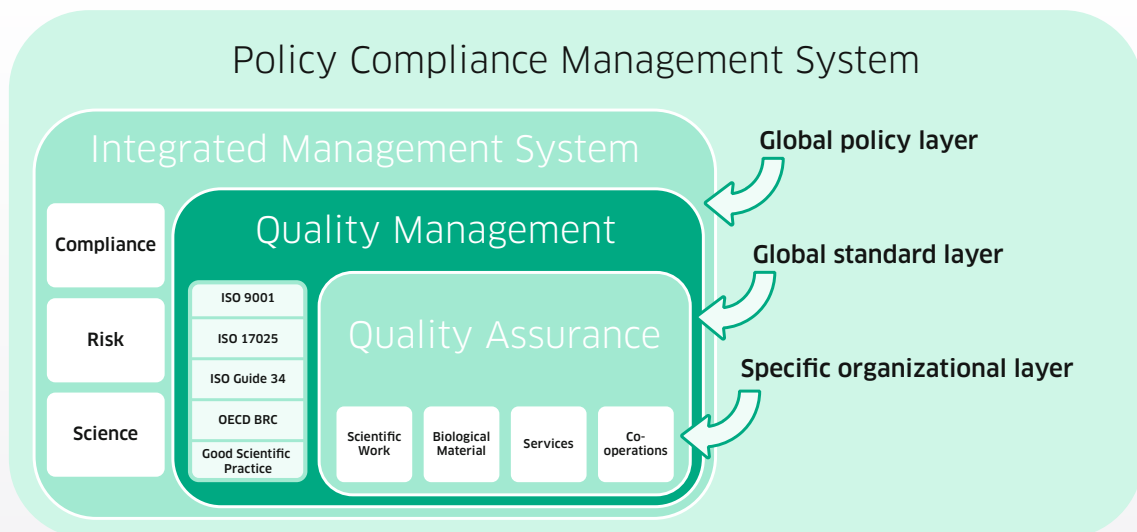 Policy Compliance Management System
Integrated Management System
Global policy layer
Compliance
Quality Management
Global standard layer
ISO 9001
Risk
ISO 17025
Quality Assurance
ISO Guide 34
Specific organizational layer
OECD BRC
Science
Good Scientific
Practice
Scientific
Work
Biological
Material
Services
Co-
operations